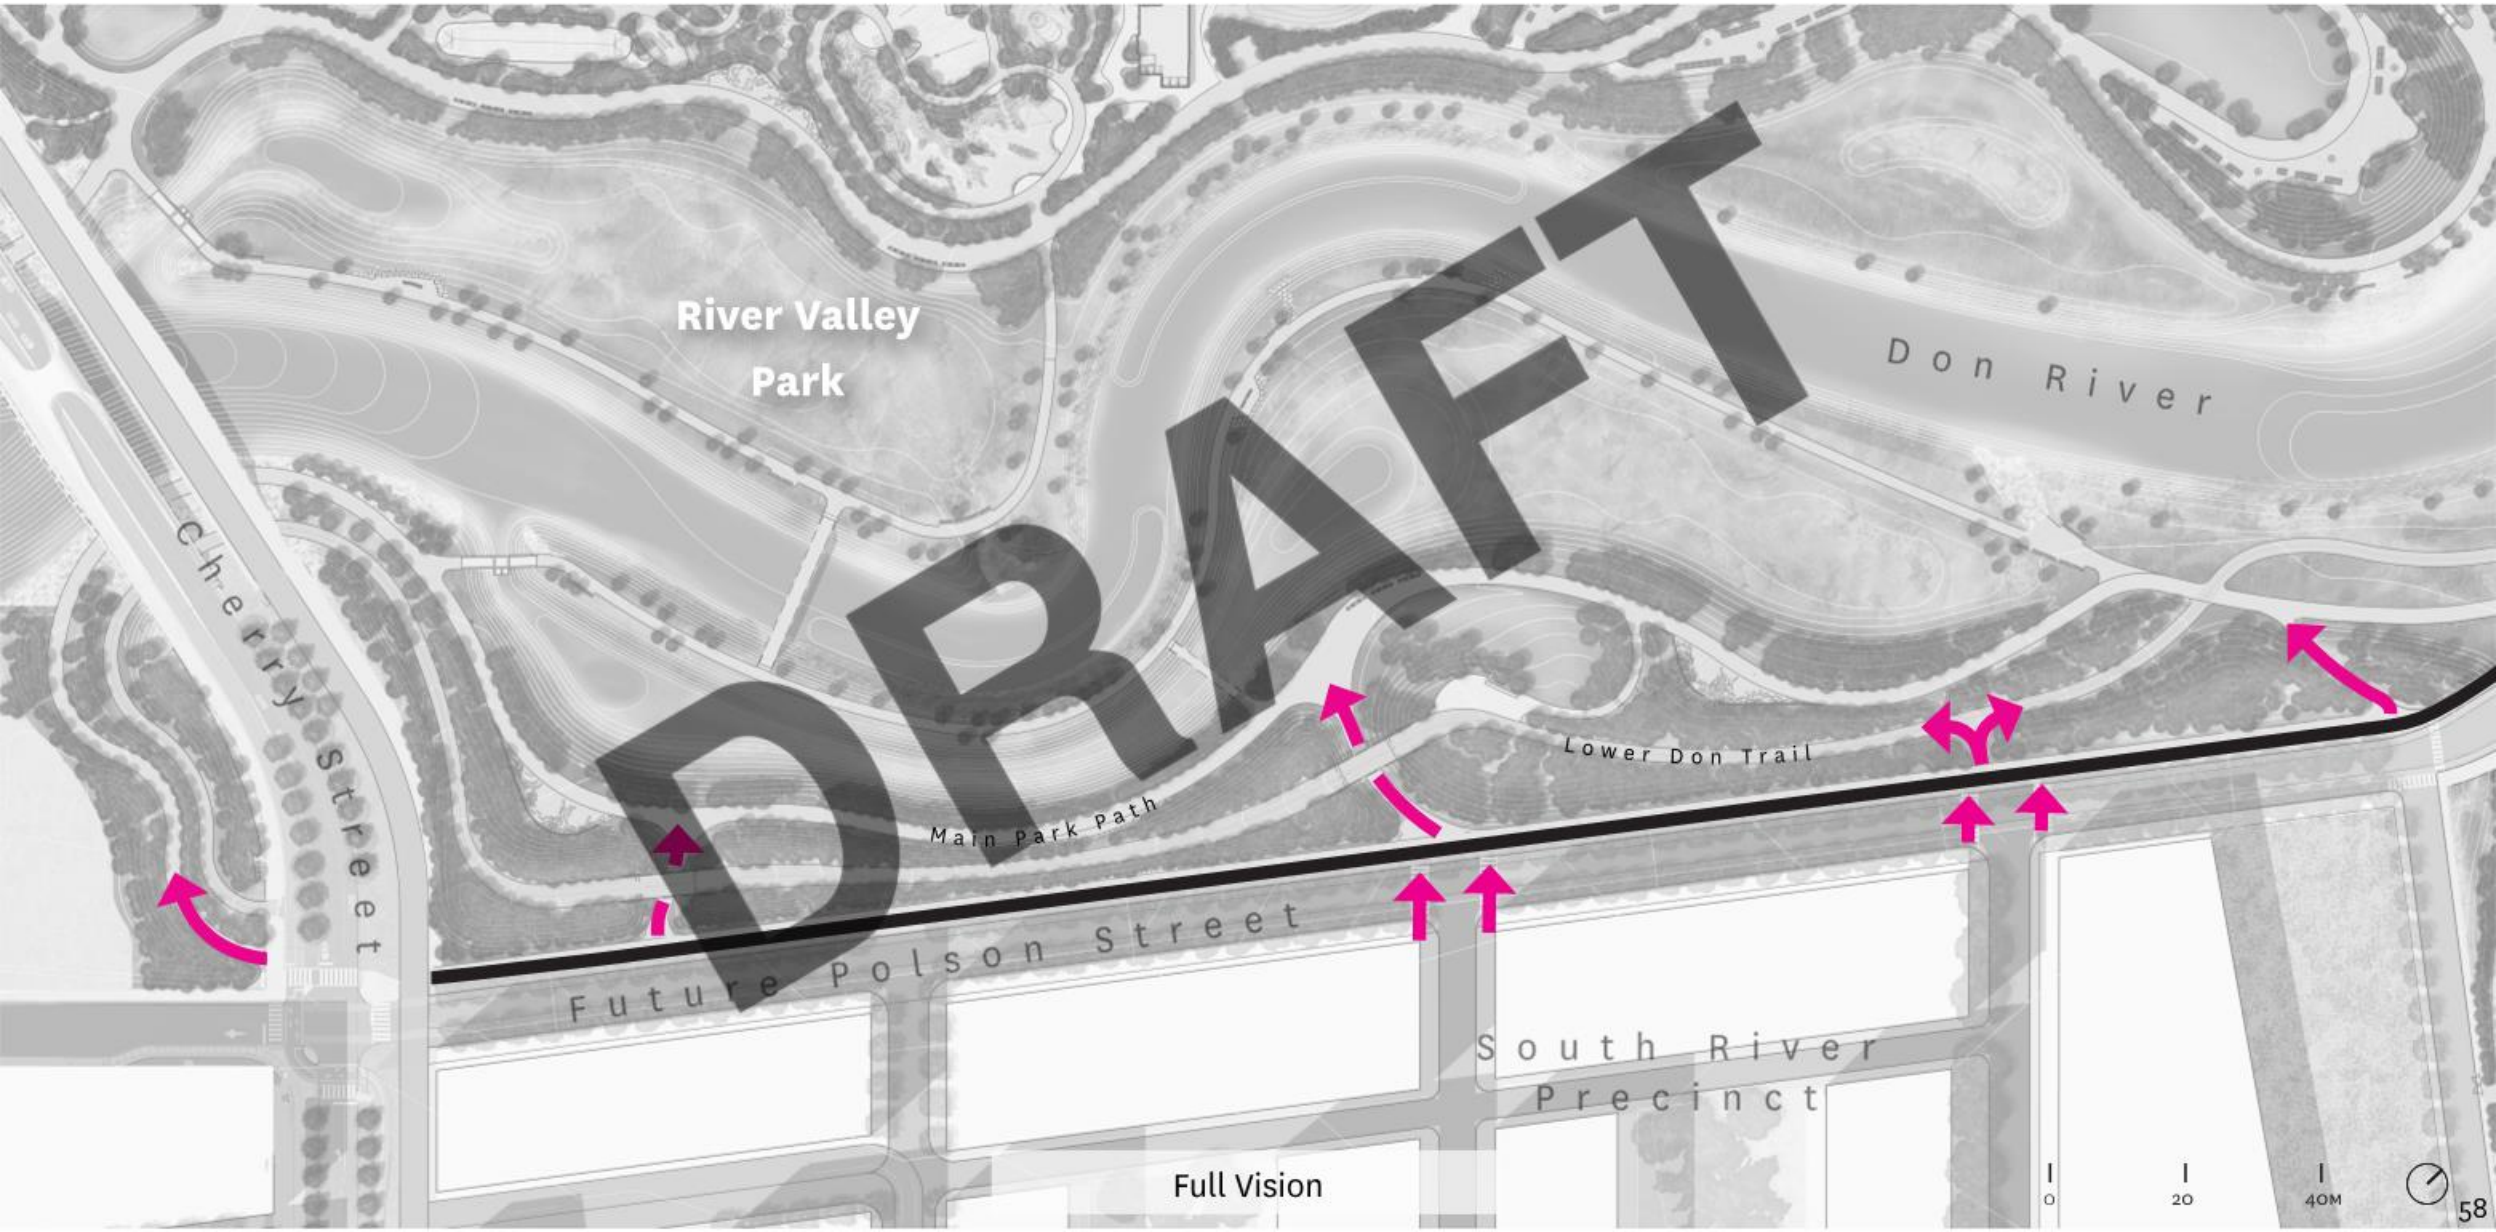 River Valley
Park
Don River
DRAFT
Cherry Street
Lower Don Trail
Main Park Path
Future Polson Street
South River
Precinct
Full Vision
0 20 40M
58